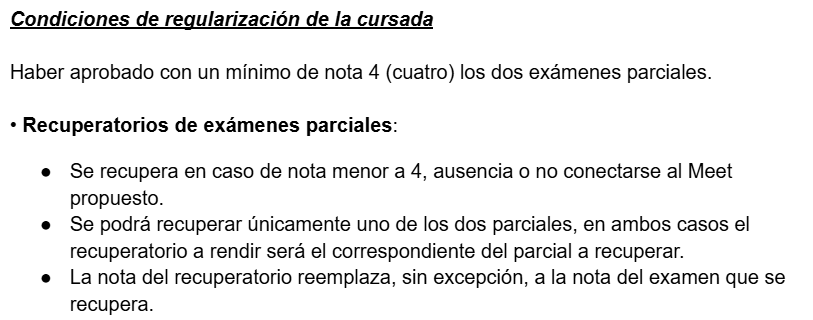 Condiciones de regularización de la cursada
Haber aprobado con un mínimo de nota 4 (cuatro) los dos exámenes parciales.
• Recuperatorios de exámenes parciales:
● Se recupera en caso de nota menor a 4, ausencia o no conectarse al Meet
propuesto.
● Se podrá recuperar únicamente uno de los dos parciales, en ambos casos el
recuperatorio a rendir será el correspondiente del parcial a recuperar.
● La nota del recuperatorio reemplaza, sin excepción, a la nota del examen que se
recupera.